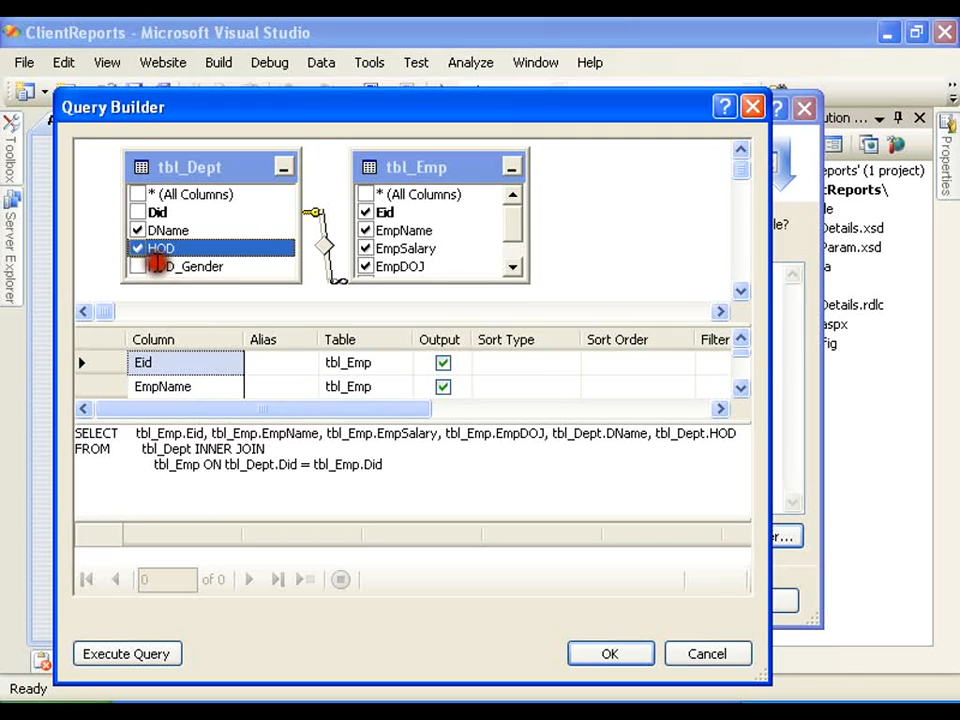 ClientReports - Microsoft Visual Studio
File Edit View Website Build Debug Data Tools Test Analyze Window Help
Query Builder
ution ...
Toolbox
Server Explorer
Properties
tbl_Dept
* (All Columns)
Did
DName
HOD
D_Gender
tbl_Emp
* (All Columns)
Eid
EmpName
EmpSalary
EmpDOJ
eports' (1 project)
ctReports\
le
Details.xsd
Param.xsd
Details.rdlc
aspx
fig
le?
Column Alias Table Output Sort Type Sort Order Filter
Eid tbl_Emp
EmpName tbl_Emp
SELECT tbl_Emp.Eid, tbl_Emp.EmpName, tbl_Emp.EmpSalary, tbl_Emp.EmpDOJ, tbl_Dept.DName, tbl_Dept.HOD
FROM tbl_Dept INNER JOIN
tbl_Emp ON tbl_Dept.Did = tbl_Emp.Did
er...
0 of 0
Execute Query OK Cancel
Ready